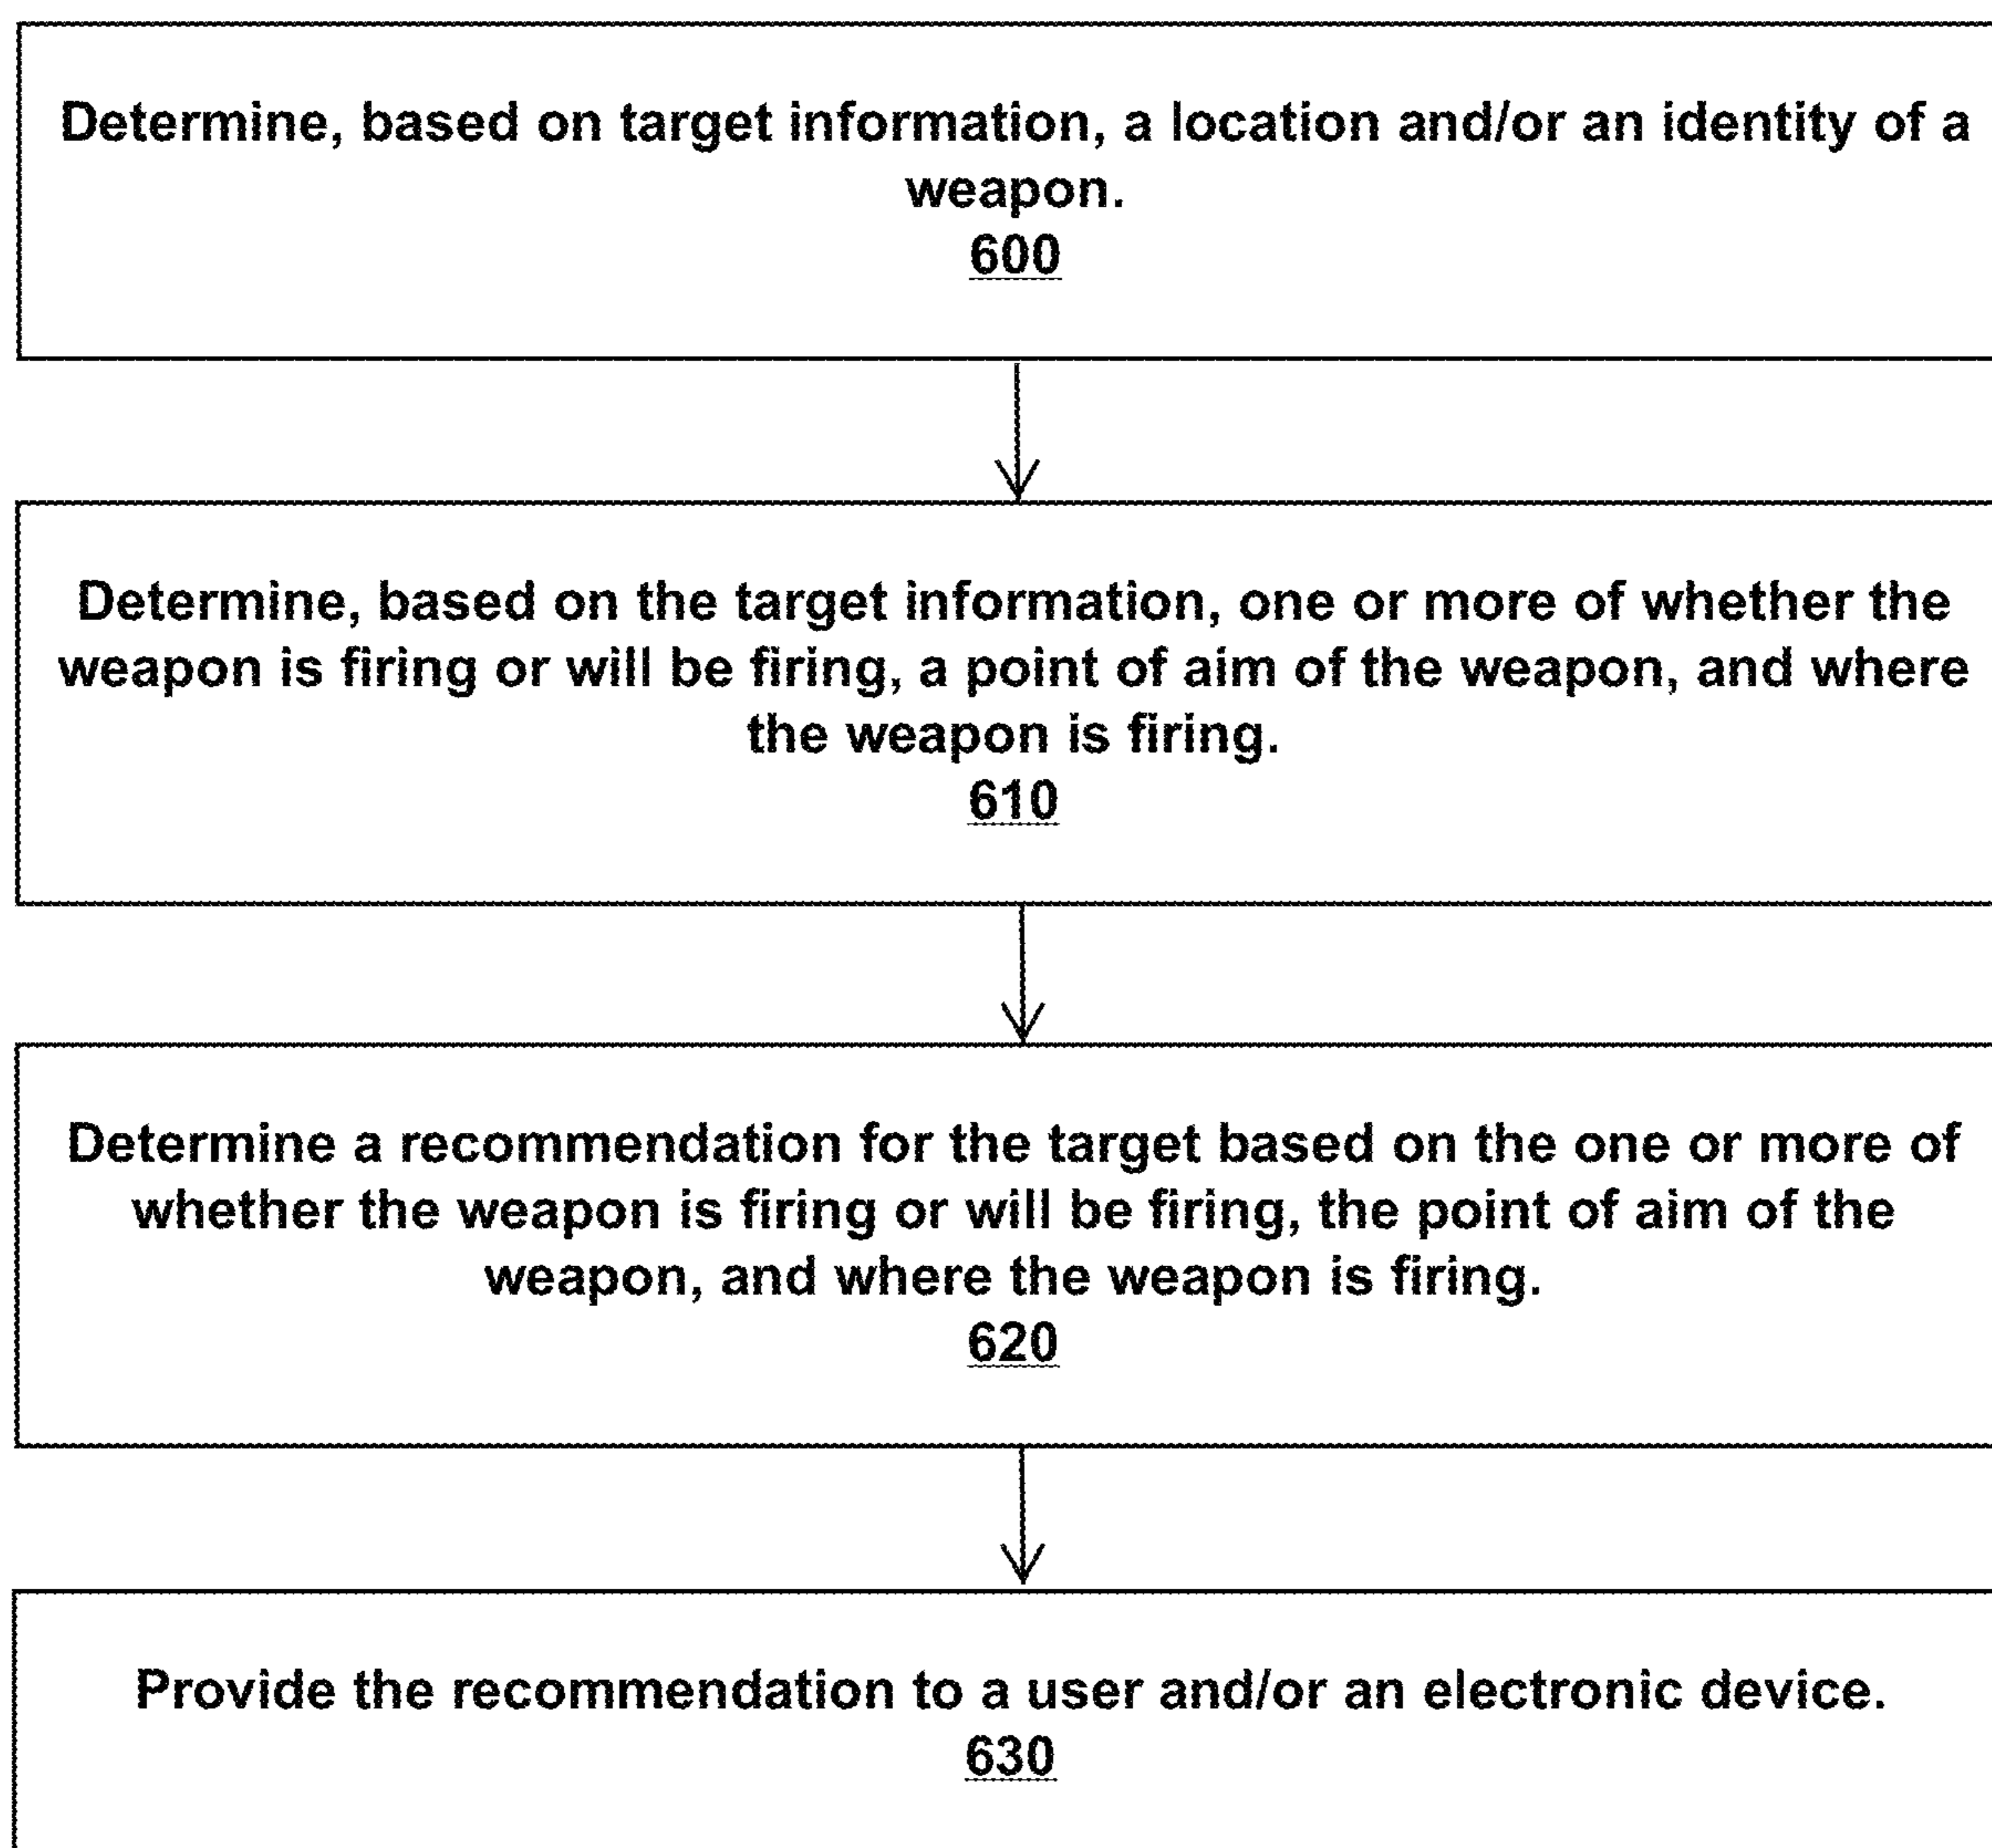 Determine, based on target information, a location and/or an identity of a
weapon.
600
Determine, based on the target information, one or more of whether the
weapon is firing or will be firing, a point of aim of the weapon, and where
the weapon is firing.
610
Determine a recommendation for the target based on the one or more of
whether the weapon is firing or will be firing, the point of aim of the
weapon, and where the weapon is firing.
620
Provide the recommendation to a user and/or an electronic device.
630